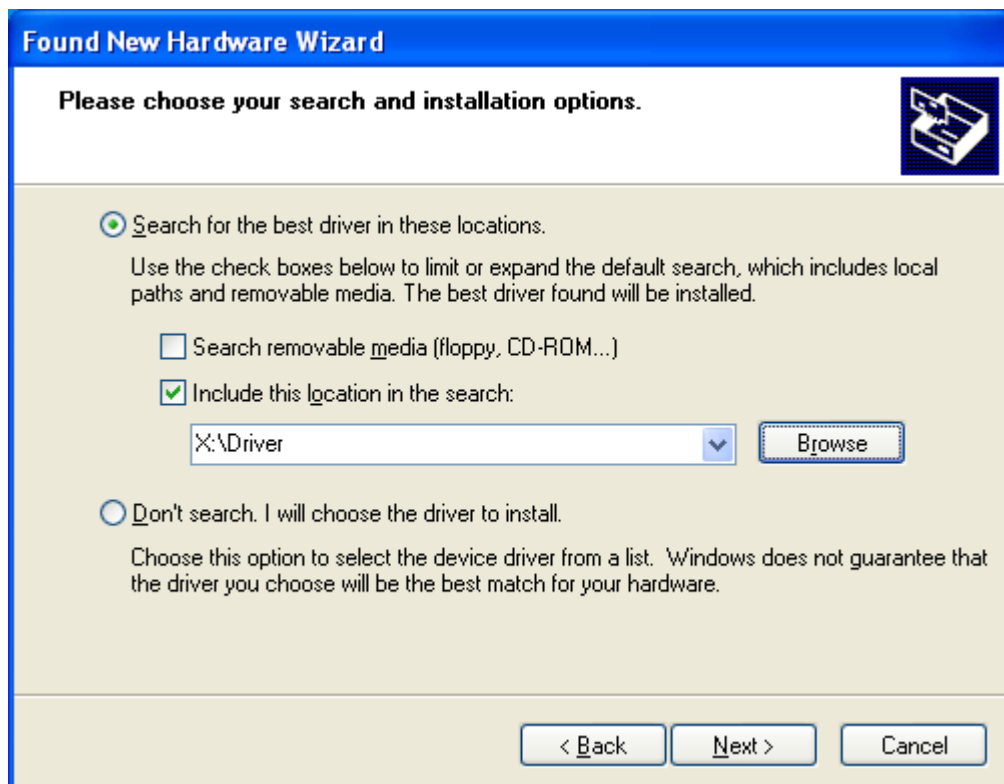 Found New Hardware Wizard
Please choose your search and installation options.
Search for the best driver in these locations.
Use the check boxes below to limit or expand the default search, which includes local
paths and removable media. The best driver found will be installed.
Search removable media (floppy, CD-ROM...)
Include this location in the search:
X:\Driver
Browse
Don't search. I will choose the driver to install.
Choose this option to select the device driver from a list.  Windows does not guarantee that
the driver you choose will be the best match for your hardware.
< Back
Next >
Cancel